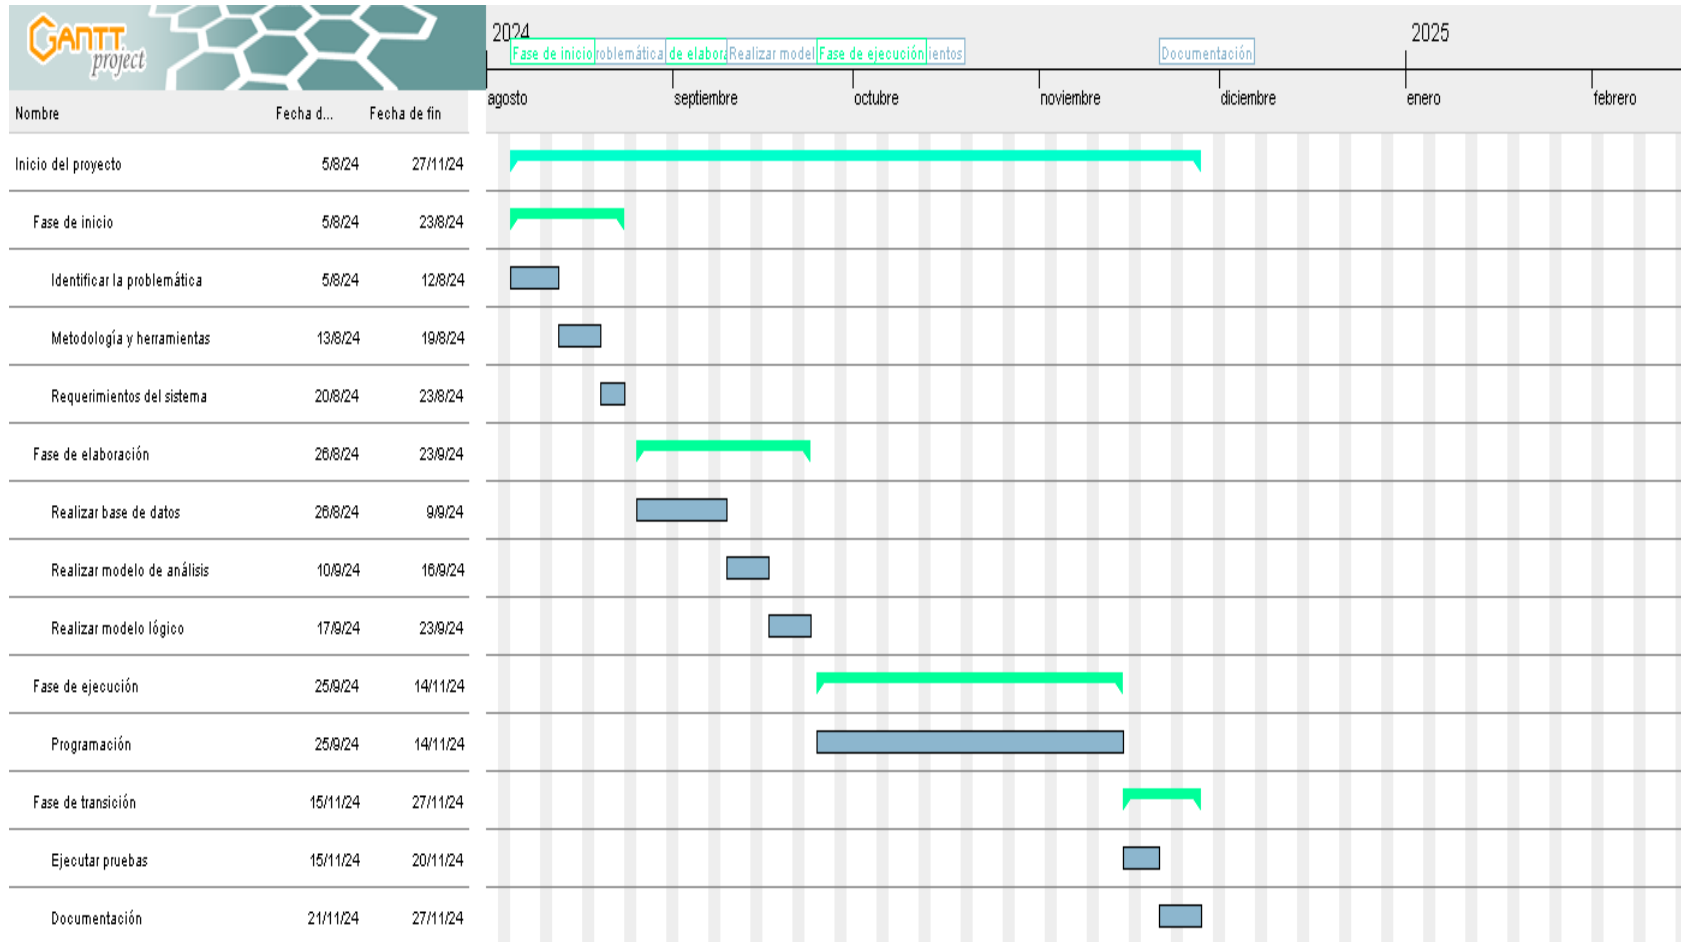 GANTT
project
2024
2025
Fase de inicio
roblemática
de elabora
Realizar model
Fase de ejecución
ientos
Documentación
agosto
septiembre
octubre
noviembre
diciembre
enero
febrero
Nombre Fecha d... Fecha de fin
Inicio del proyecto 5/8/24 27/11/24
Fase de inicio 5/8/24 23/8/24
Identificar la problemática 5/8/24 12/8/24
Metodología y herramientas 13/8/24 19/8/24
Requerimientos del sistema 20/8/24 23/8/24
Fase de elaboración 26/8/24 23/9/24
Realizar base de datos 26/8/24 9/9/24
Realizar modelo de análisis 10/9/24 16/9/24
Realizar modelo lógico 17/9/24 23/9/24
Fase de ejecución 25/9/24 14/11/24
Programación 25/9/24 14/11/24
Fase de transición 15/11/24 27/11/24
Ejecutar pruebas 15/11/24 20/11/24
Documentación 21/11/24 27/11/24